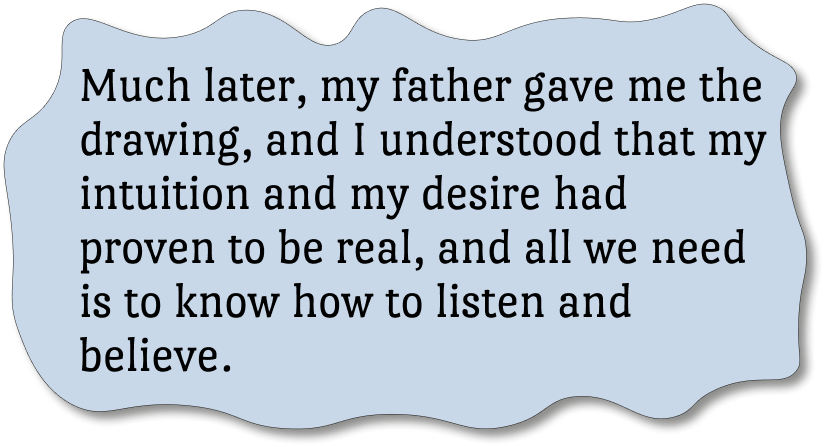 Much later, my father gave me the
drawing, and I understood that my
intuition and my desire had
proven to be real, and all we need
is to know how to listen and
believe.